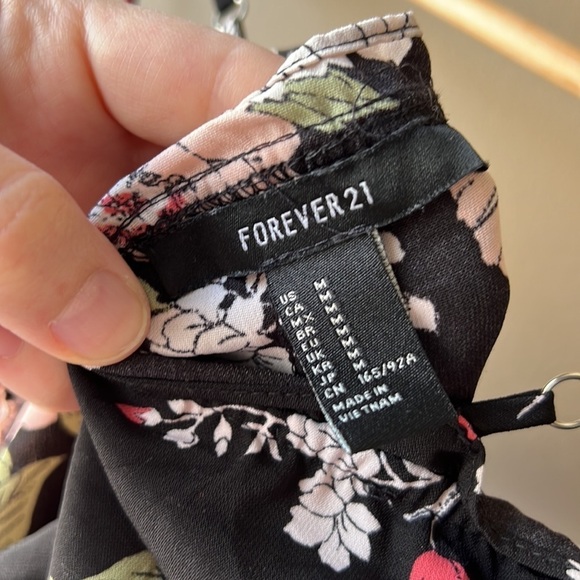 FOREVER 21
US M
CA M
MX M
BR M
EU M
UK M
KR M
JP M
CN 165/92A
MADE IN
VIETNAM